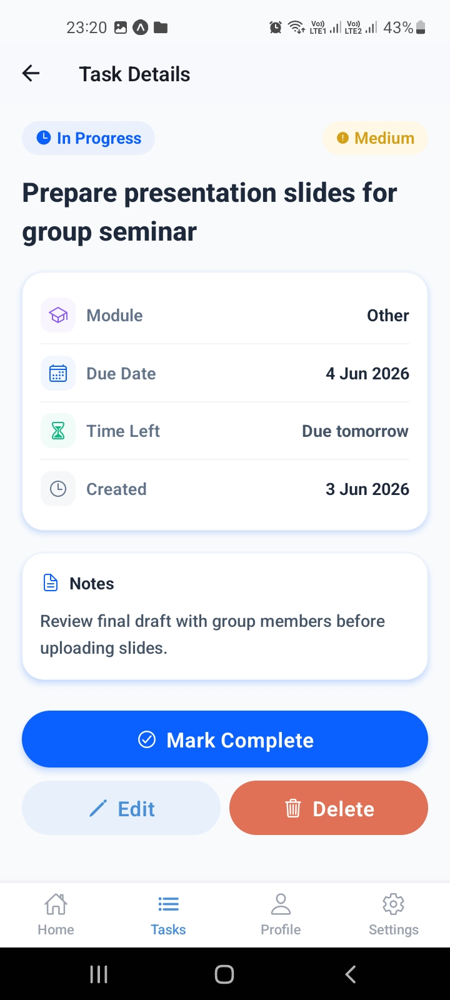 23:20 Vo)) LTE1 Vo)) LTE2 43%
Task Details
In Progress
Medium
Prepare presentation slides for
group seminar
Module Other
Due Date 4 Jun 2026
Time Left Due tomorrow
Created 3 Jun 2026
Notes
Review final draft with group members before
uploading slides.
Mark Complete
Edit Delete
Home Tasks Profile Settings